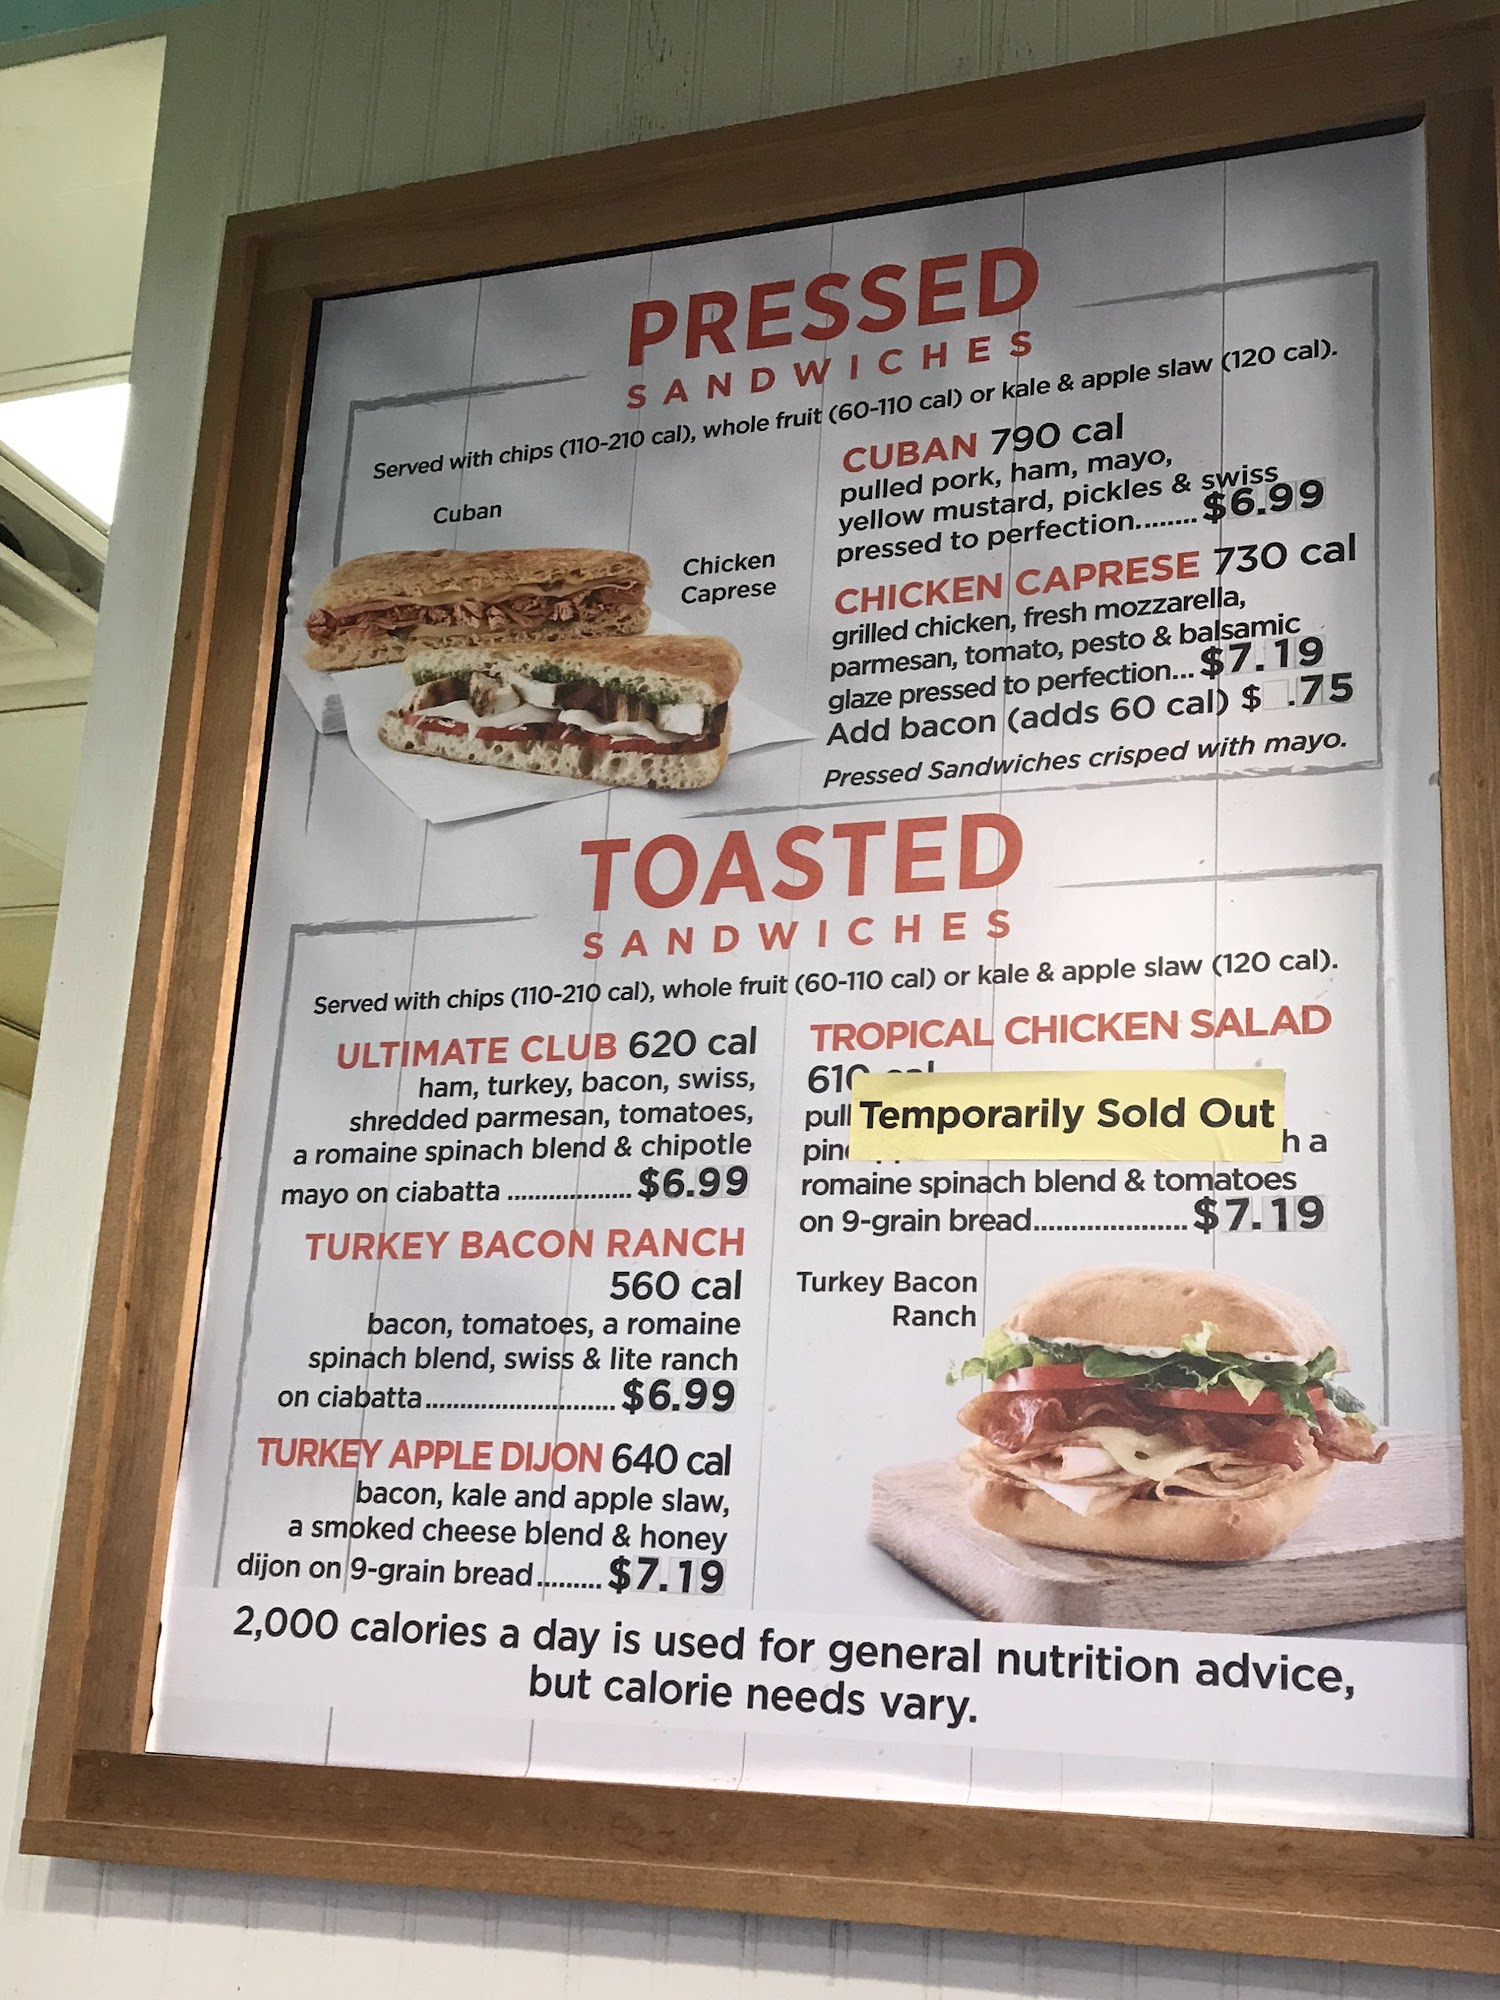 PRESSED
SANDWICHES
Served with chips (110-210 cal), whole fruit (60-110 cal) or kale & apple slaw (120 cal).
Cuban
Chicken
Caprese
CUBAN 790 cal
pulled pork, ham, mayo,
yellow mustard, pickles & swiss
pressed to perfection........ $6.99
CHICKEN CAPRESE 730 cal
grilled chicken, fresh mozzarella,
parmesan, tomato, pesto & balsamic
glaze pressed to perfection... $7.19
Add bacon (adds 60 cal) $ .75
Pressed Sandwiches crisped with mayo.
TOASTED
SANDWICHES
Served with chips (110-210 cal), whole fruit (60-110 cal) or kale & apple slaw (120 cal).
ULTIMATE CLUB 620 cal
ham, turkey, bacon, swiss,
shredded parmesan, tomatoes,
a romaine spinach blend & chipotle
mayo on ciabatta .................. $6.99
TURKEY BACON RANCH
560 cal
bacon, tomatoes, a romaine
spinach blend, swiss & lite ranch
on ciabatta........................... $6.99
TURKEY APPLE DIJON 640 cal
bacon, kale and apple slaw,
a smoked cheese blend & honey
dijon on 9-grain bread......... $7.19
TROPICAL CHICKEN SALAD
610 cal
Temporarily Sold Out
a
romaine spinach blend & tomatoes
on 9-grain bread..................... $7.19
Turkey Bacon
Ranch
2,000 calories a day is used for general nutrition advice,
but calorie needs vary.